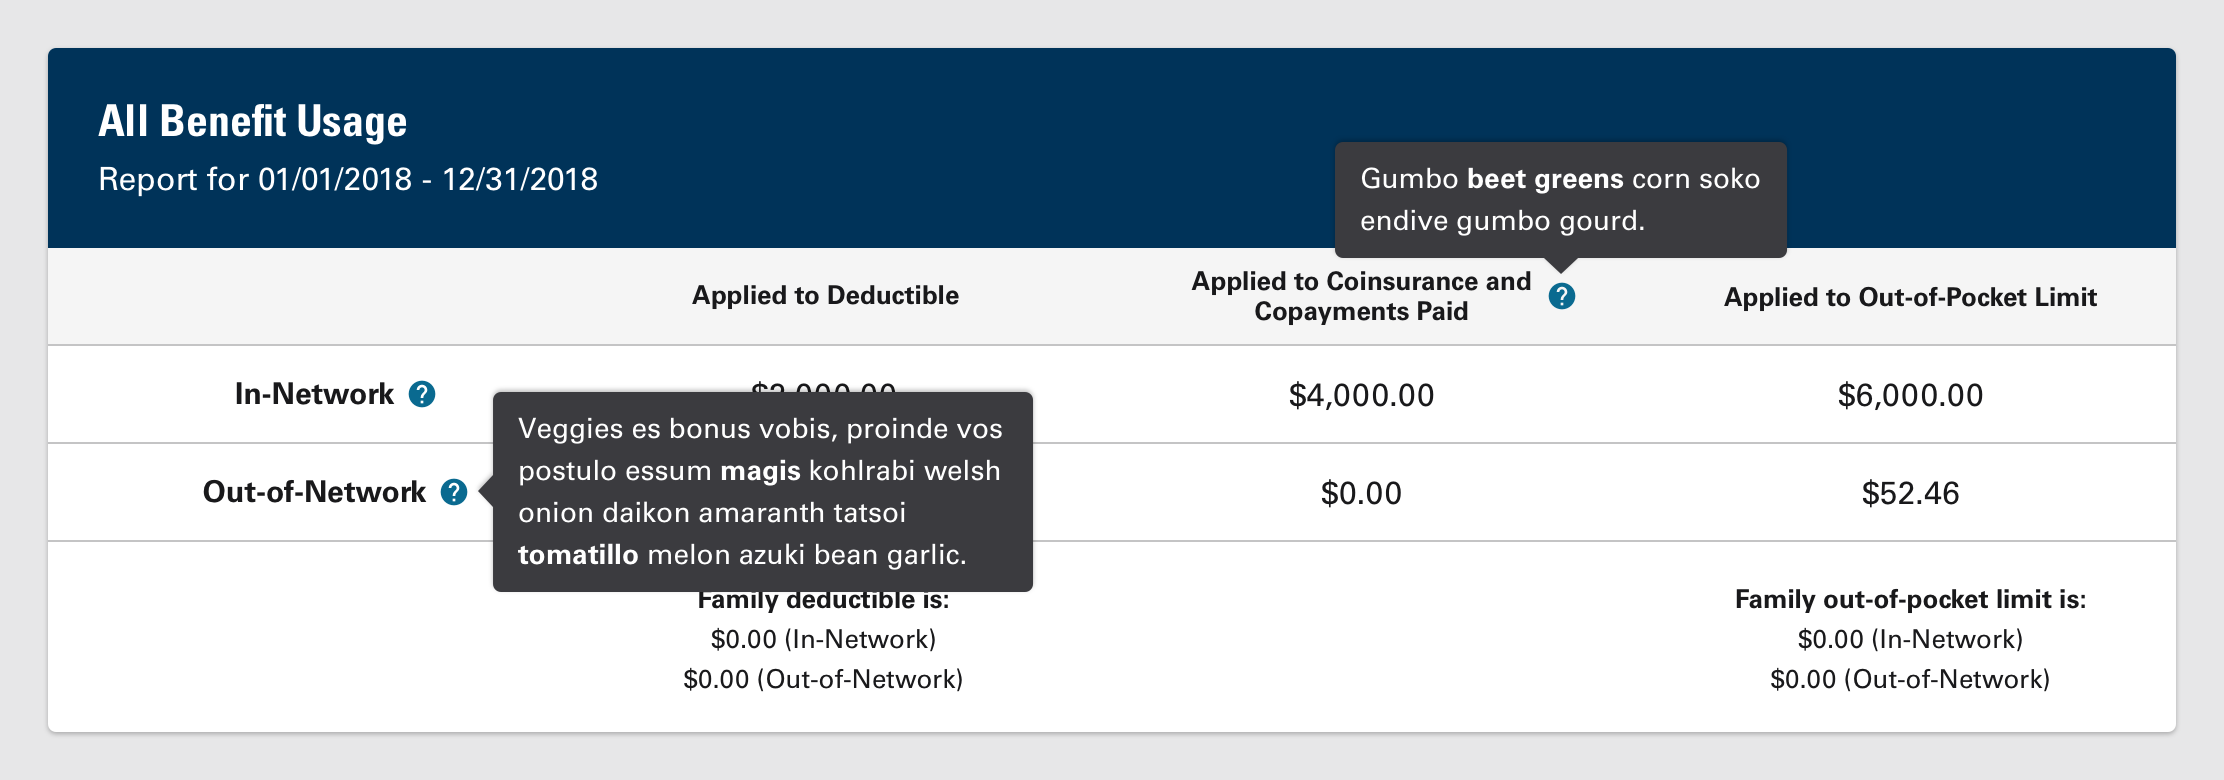 All Benefit Usage
Report for 01/01/2018 - 12/31/2018
Gumbo beet greens corn soko
endive gumbo gourd.
Applied to Deductible
Applied to Coinsurance and
Copayments Paid
?
Applied to Out-of-Pocket Limit
In-Network ?
$4,000.00
$6,000.00
Out-of-Network ?
Veggies es bonus vobis, proinde vos
postulo essum magis kohlrabi welsh
onion daikon amaranth tatsoi
tomatillo melon azuki bean garlic.
$0.00
$52.46
Family deductible is:
$0.00 (In-Network)
$0.00 (Out-of-Network)
Family out-of-pocket limit is:
$0.00 (In-Network)
$0.00 (Out-of-Network)